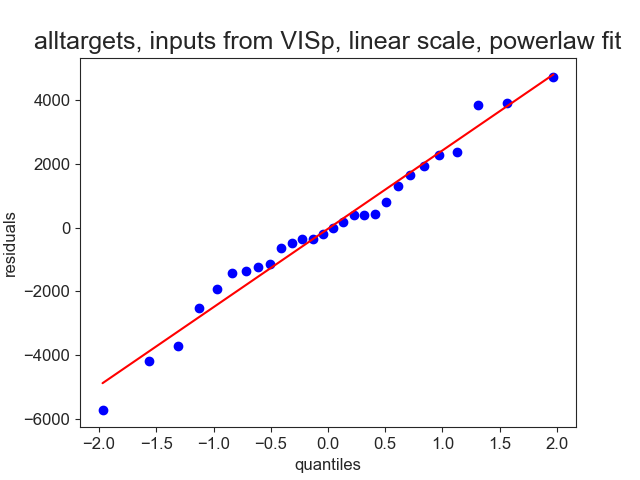 alltargets, inputs from VISp, linear scale, powerlaw fit
4000
2000
0
−2000
−4000
−6000
residuals
−2.0 −1.5 −1.0 −0.5 0.0 0.5 1.0 1.5 2.0
quantiles